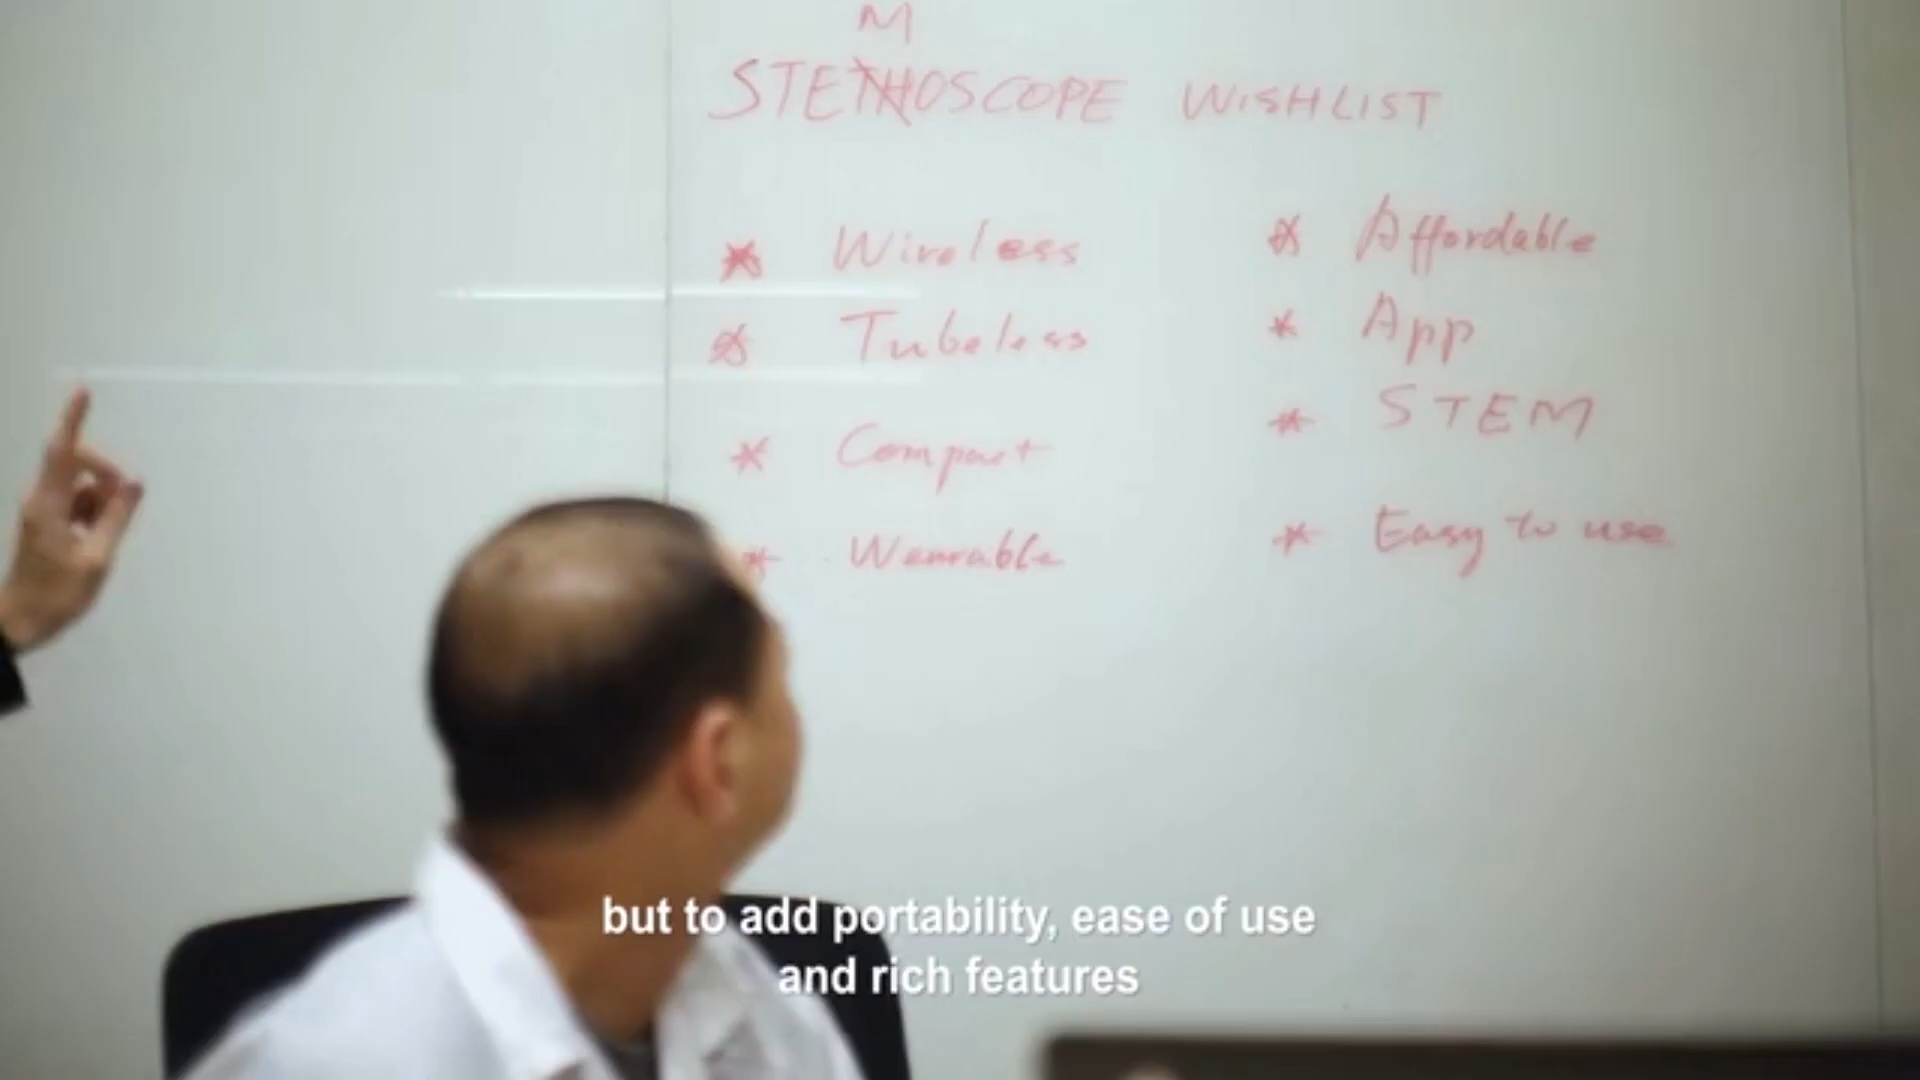 M
STETHOSCOPE WISHLIST
* Wireless
* Tubeless
* Compact
* Wearable
* Affordable
* App
* STEM
* Easy to use
but to add portability, ease of use
and rich features